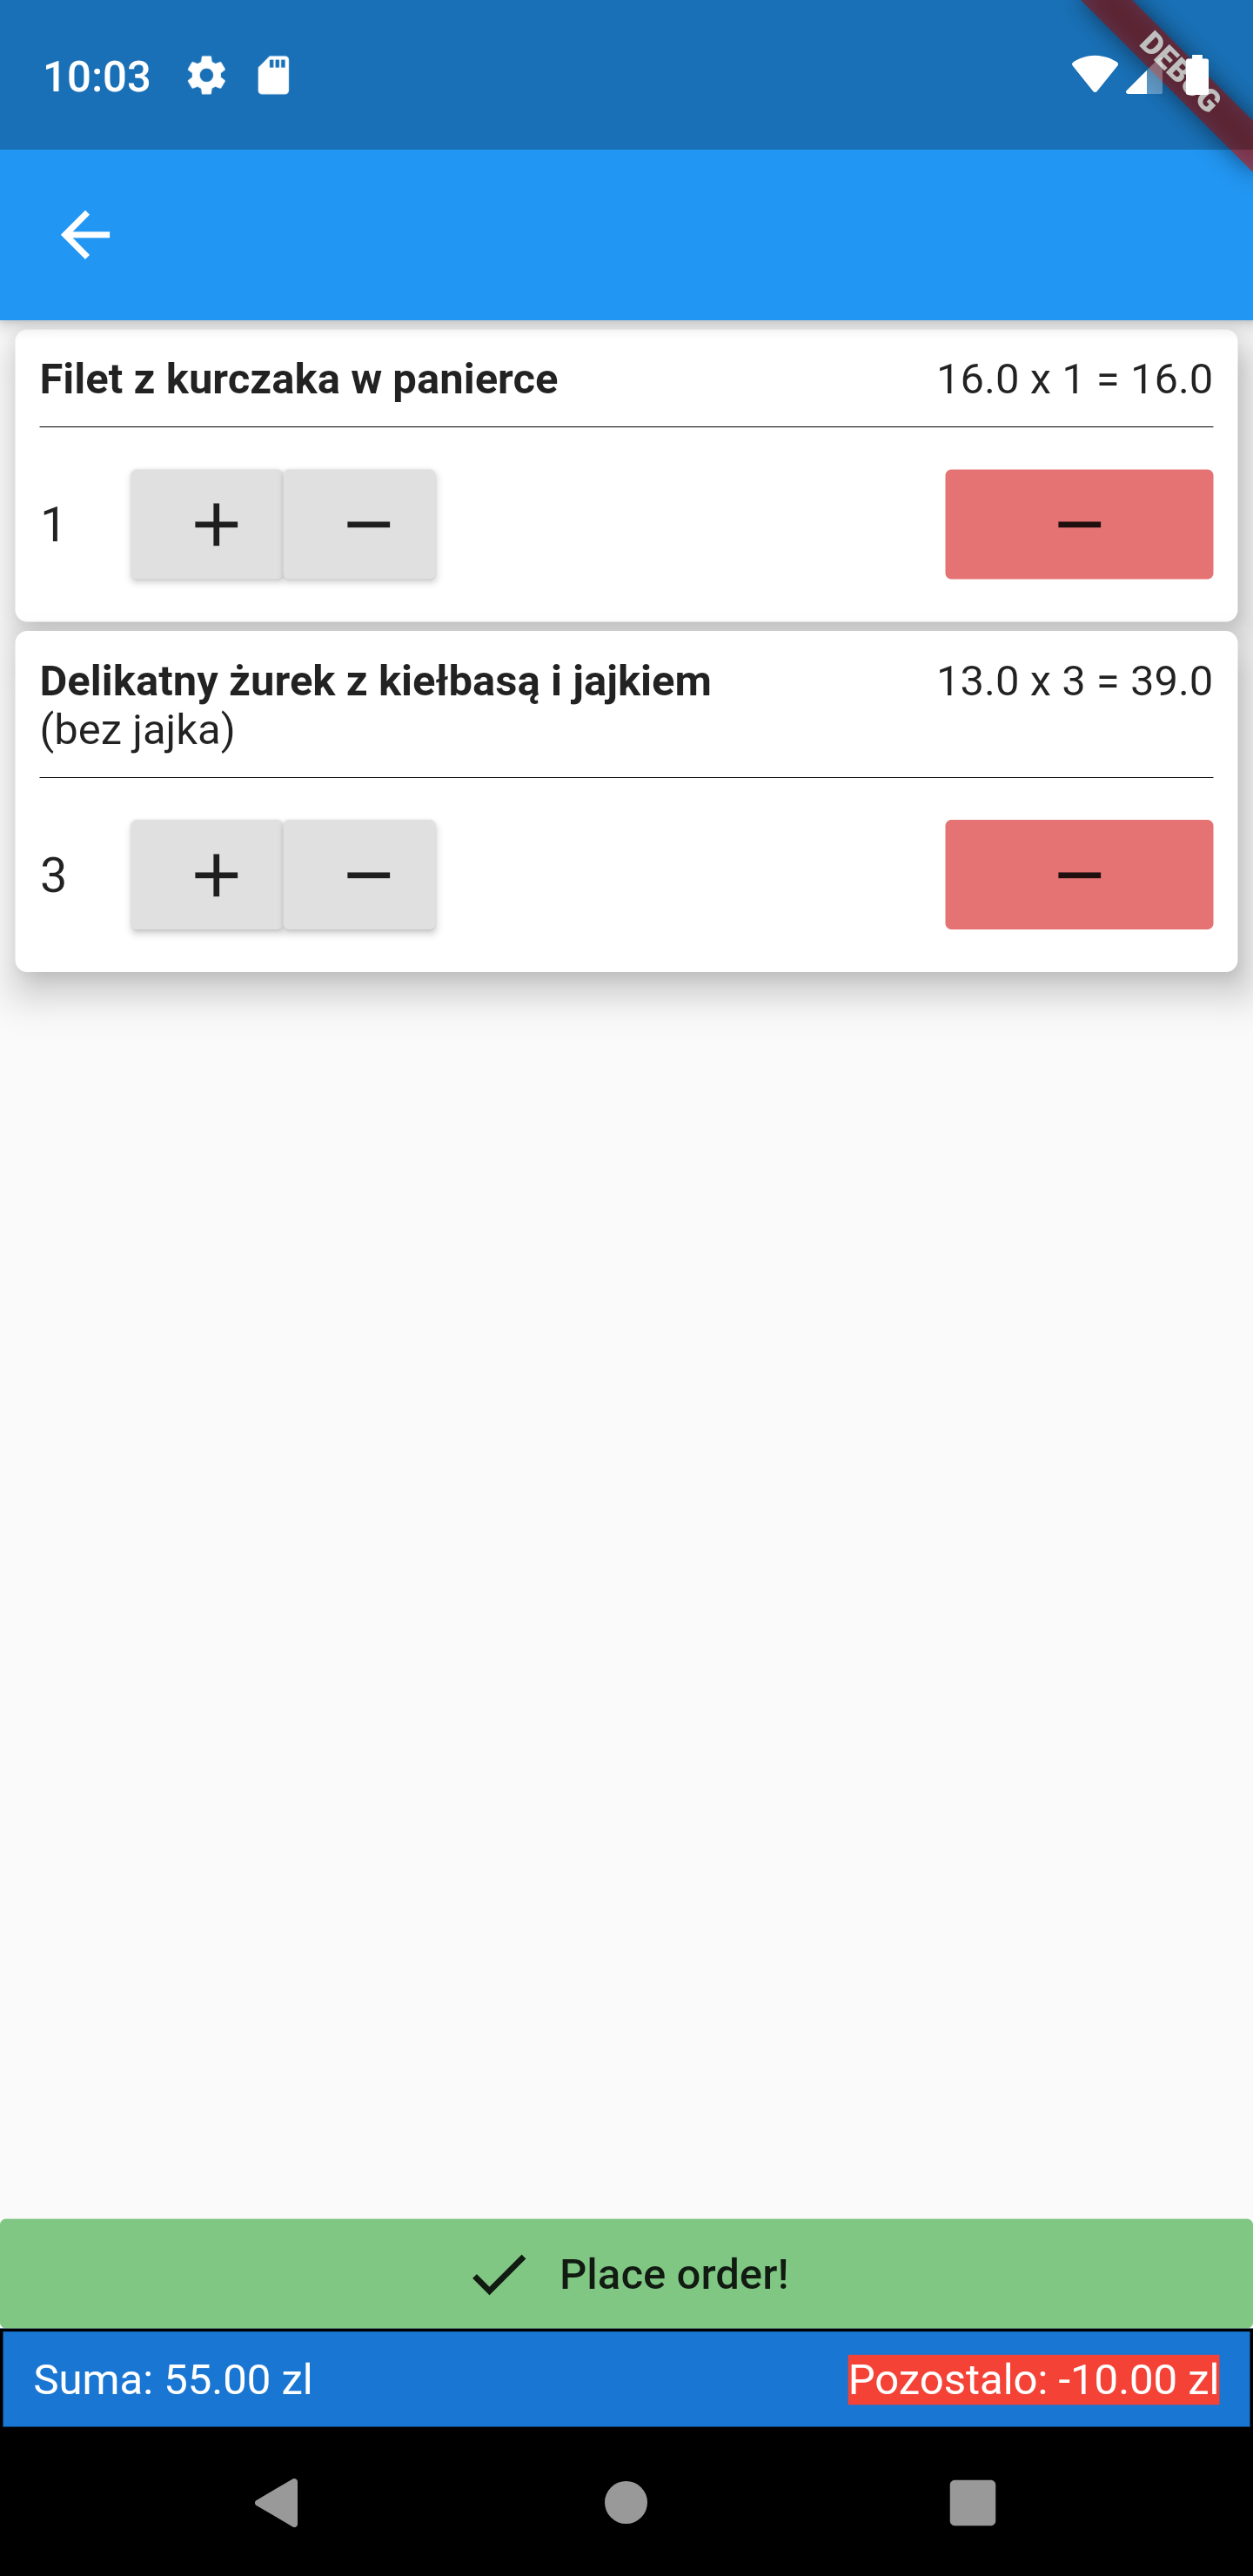 10:03
DEBUG
Filet z kurczaka w panierce
16.0 x 1 = 16.0
1
Delikatny żurek z kiełbasą i jajkiem
13.0 x 3 = 39.0
(bez jajka)
3
Place order!
Suma: 55.00 zl
Pozostalo: -10.00 zl